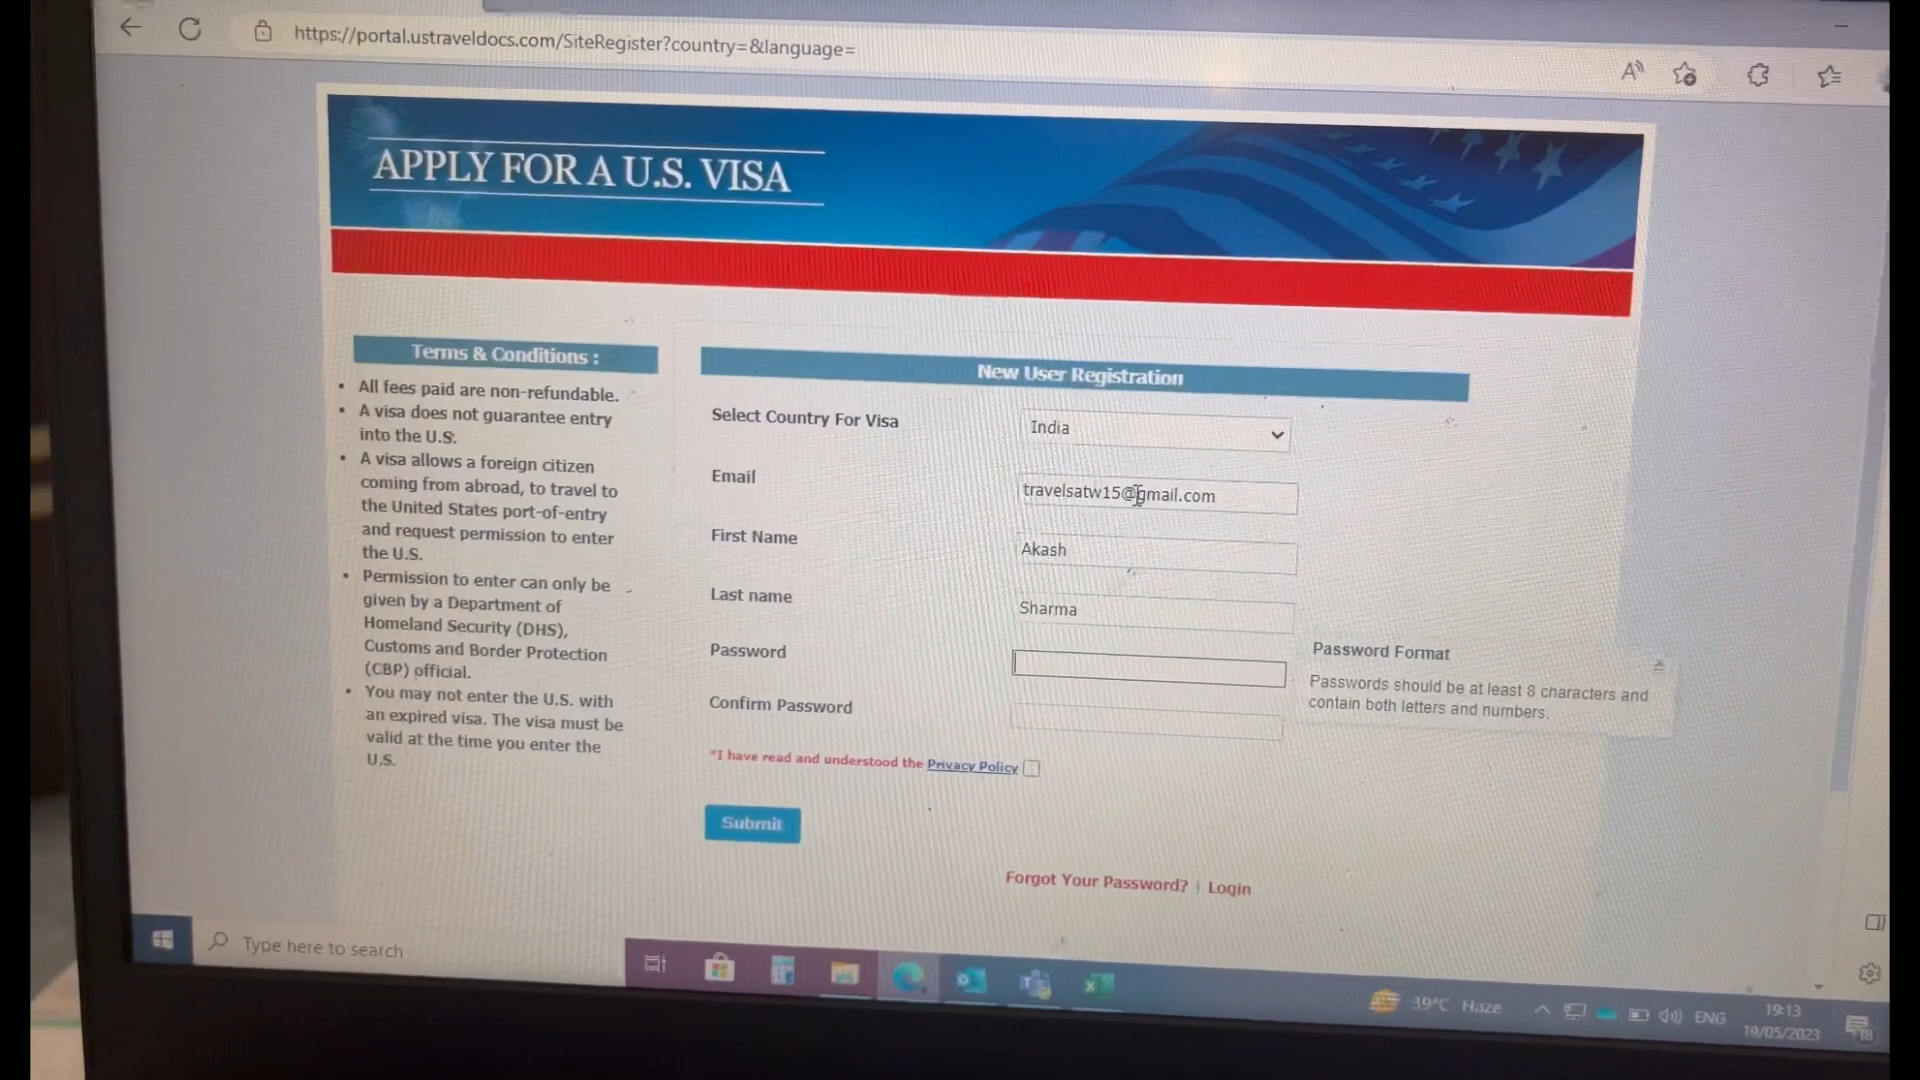 https://portal.ustraveldocs.com/SiteRegister?country=&language=
APPLY FOR A U.S. VISA
Terms & Conditions :
• All fees paid are non-refundable.
• A visa does not guarantee entry
into the U.S.
• A visa allows a foreign citizen
coming from abroad, to travel to
the United States port-of-entry
and request permission to enter
the U.S.
• Permission to enter can only be
given by a Department of
Homeland Security (DHS),
Customs and Border Protection
(CBP) official.
• You may not enter the U.S. with
an expired visa. The visa must be
valid at the time you enter the
U.S.
New User Registration
Select Country For Visa
India
Email
travelsatw15@gmail.com
First Name
Akash
Last name
Sharma
Password
Password Format
Passwords should be at least 8 characters and
contain both letters and numbers.
Confirm Password
*I have read and understood the Privacy Policy
Submit
Forgot Your Password? | Login
Type here to search
39°C Haze
ENG
19:13
19/05/2023
18